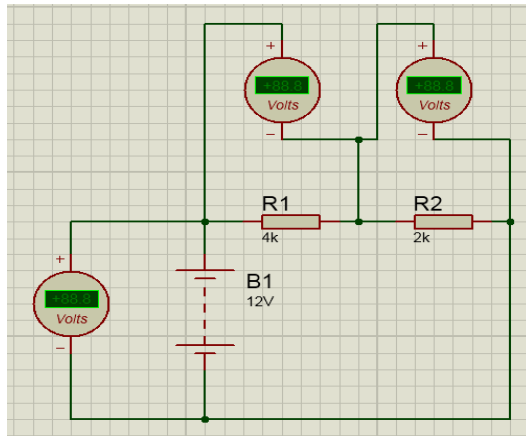 +
+88.8
Volts
−
+
+88.8
Volts
−
R1
4k
R2
2k
+
+88.8
Volts
−
B1
12V